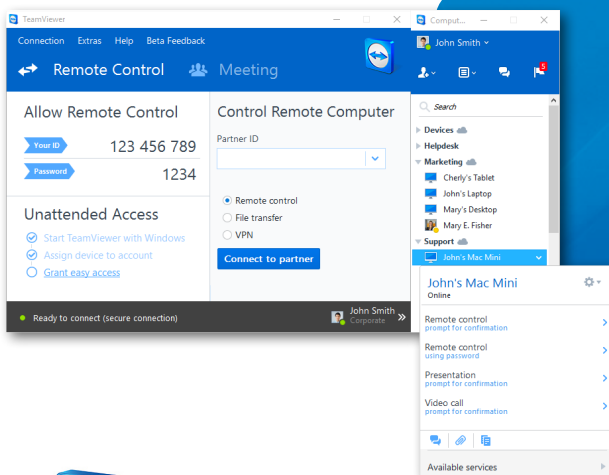 TeamViewer
Connection Extras Help Beta Feedback
Remote Control Meeting
Allow Remote Control
Your ID 123 456 789
Password 1234
Unattended Access
Start TeamViewer with Windows
Assign device to account
Grant easy access
Control Remote Computer
Partner ID
Remote control
File transfer
VPN
Connect to partner
Ready to connect (secure connection)
John Smith
Corporate
Comput...
John Smith
5
Search
Devices
Helpdesk
Marketing
Cherly's Tablet
John's Laptop
Mary's Desktop
Mary E. Fisher
Support
John's Mac Mini
John's Mac Mini
Online
Remote control
prompt for confirmation
Remote control
using password
Presentation
prompt for confirmation
Video call
prompt for confirmation
Available services